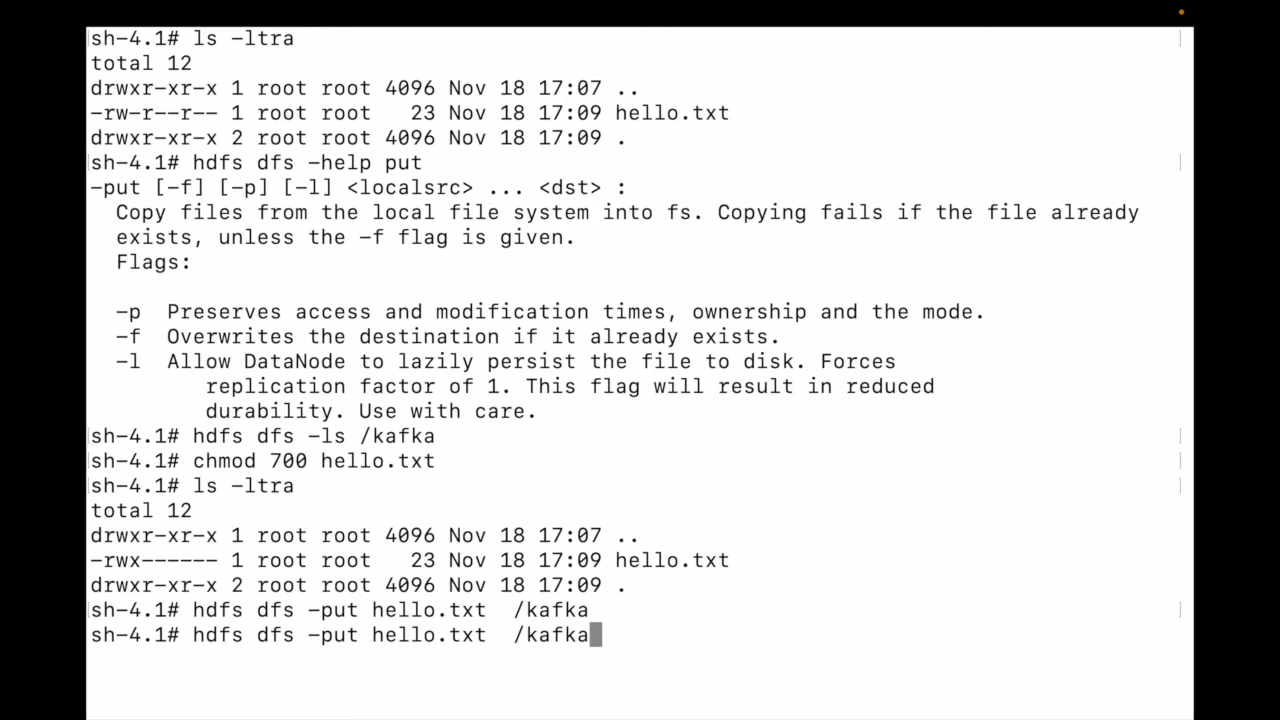 sh-4.1# ls -ltra
total 12
drwxr-xr-x 1 root root 4096 Nov 18 17:07 ..
-rw-r--r-- 1 root root   23 Nov 18 17:09 hello.txt
drwxr-xr-x 2 root root 4096 Nov 18 17:09 .
sh-4.1# hdfs dfs -help put
-put [-f] [-p] [-l] <localsrc> ... <dst> :
  Copy files from the local file system into fs. Copying fails if the file already
  exists, unless the -f flag is given.
  Flags:
  -p  Preserves access and modification times, ownership and the mode.
  -f  Overwrites the destination if it already exists.
  -l  Allow DataNode to lazily persist the file to disk. Forces
         replication factor of 1. This flag will result in reduced
         durability. Use with care.
sh-4.1# hdfs dfs -ls /kafka
sh-4.1# chmod 700 hello.txt
sh-4.1# ls -ltra
total 12
drwxr-xr-x 1 root root 4096 Nov 18 17:07 ..
-rwx------ 1 root root   23 Nov 18 17:09 hello.txt
drwxr-xr-x 2 root root 4096 Nov 18 17:09 .
sh-4.1# hdfs dfs -put hello.txt  /kafka
sh-4.1# hdfs dfs -put hello.txt  /kafka